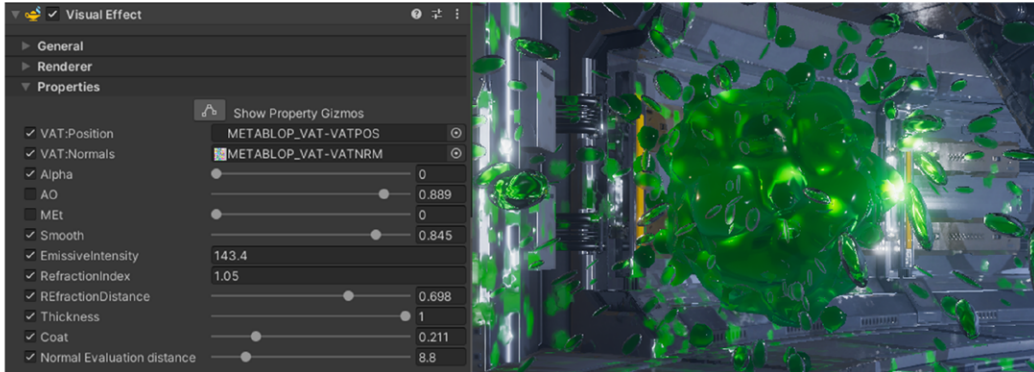 Visual Effect
General
Renderer
Properties
Show Property Gizmos
VAT:Position METABLOP_VAT-VATPOS
VAT:Normals METABLOP_VAT-VATNRM
Alpha 0
AO 0.889
MEt 0
Smooth 0.845
EmissiveIntensity 143.4
RefractionIndex 1.05
REfractionDistance 0.698
Thickness 1
Coat 0.211
Normal Evaluation distance 8.8